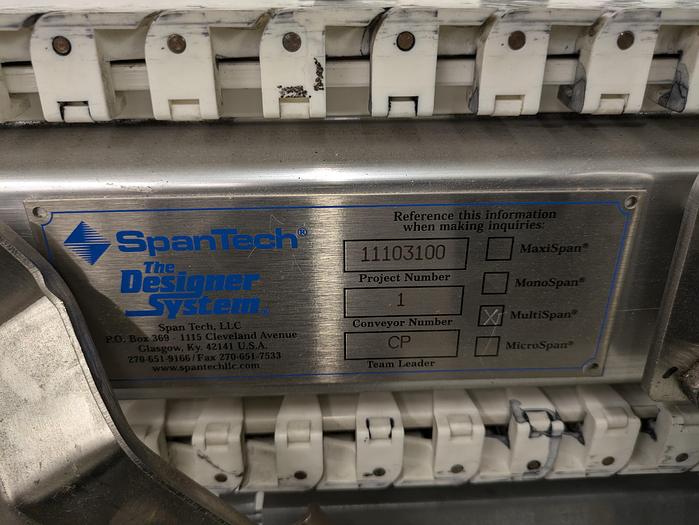 SpanTech®
The
Designer
System
Span Tech, LLC
P.O. Box 369 - 1115 Cleveland Avenue
Glasgow, Ky. 42141 U.S.A.
270-651-9166/Fax 270-651-7533
www.spantechllc.com
Reference this information
when making inquiries:
11103100
Project Number
1
Conveyor Number
CP
Team Leader
MaxiSpan®
MonoSpan®
X MultiSpan®
MicroSpan®